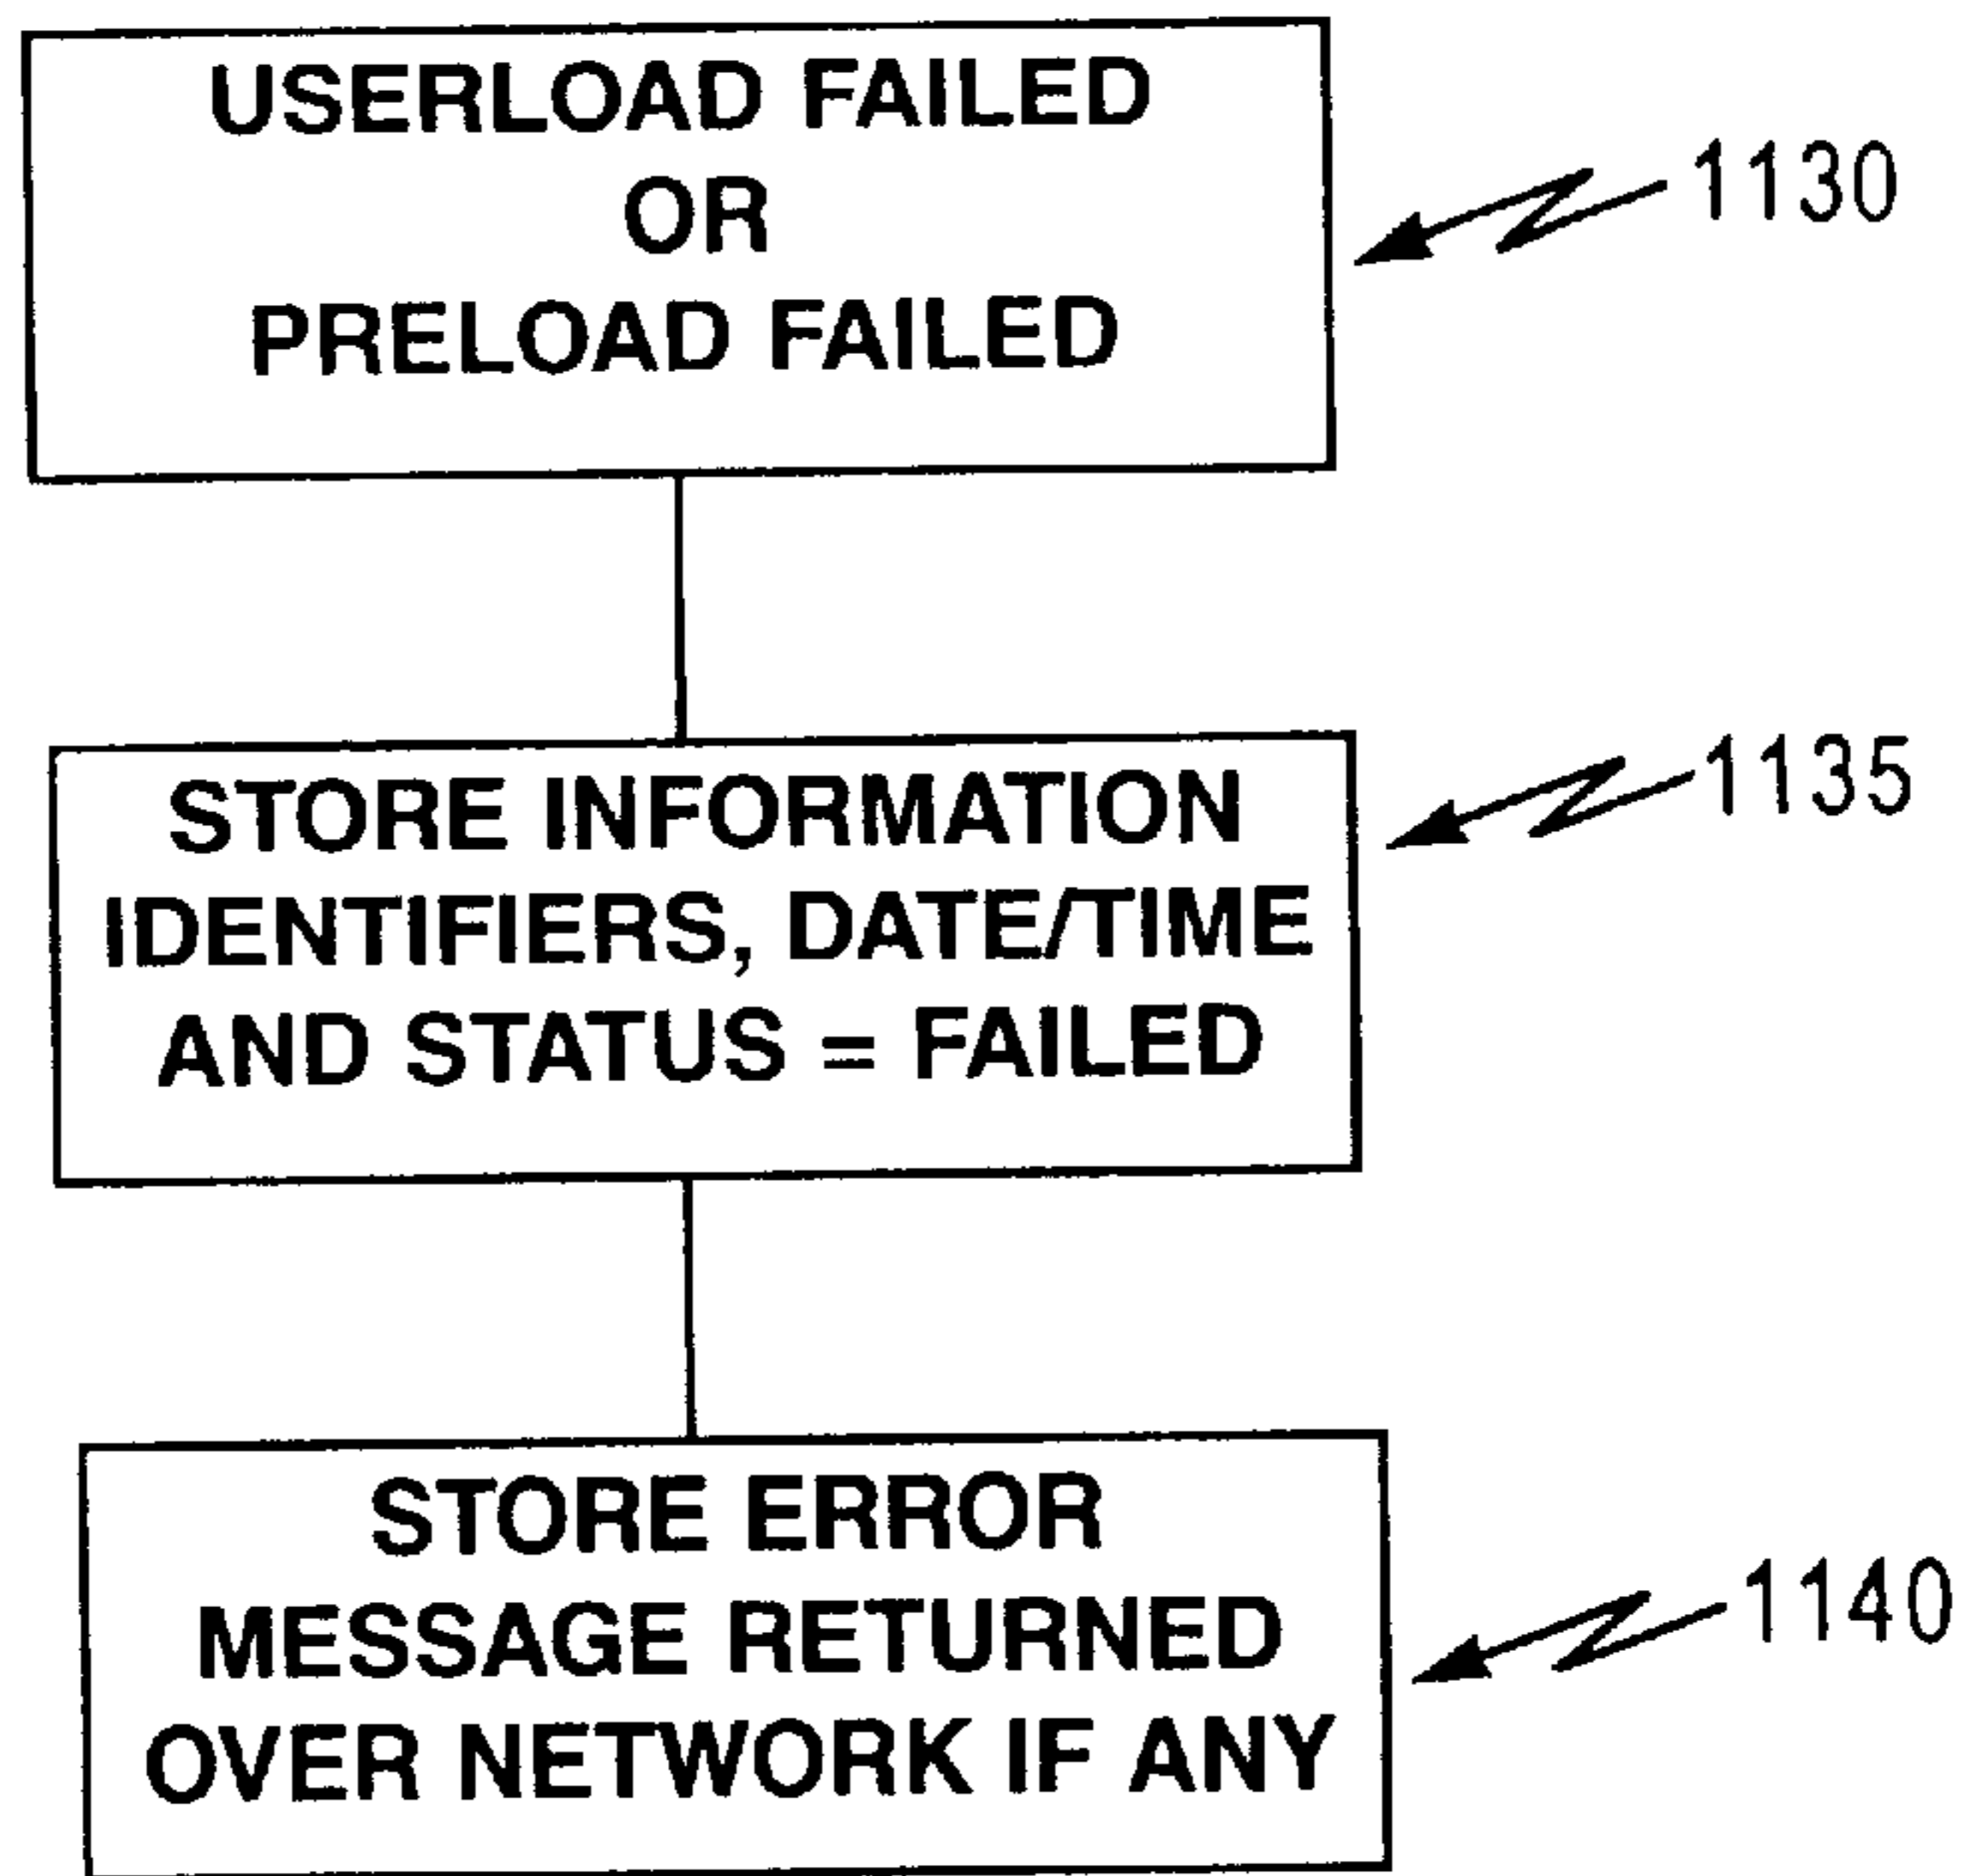 USERLOAD FAILED
OR
PRELOAD FAILED
1130
STORE INFORMATION
IDENTIFIERS, DATE/TIME
AND STATUS = FAILED
1135
STORE ERROR
MESSAGE RETURNED
OVER NETWORK IF ANY
1140